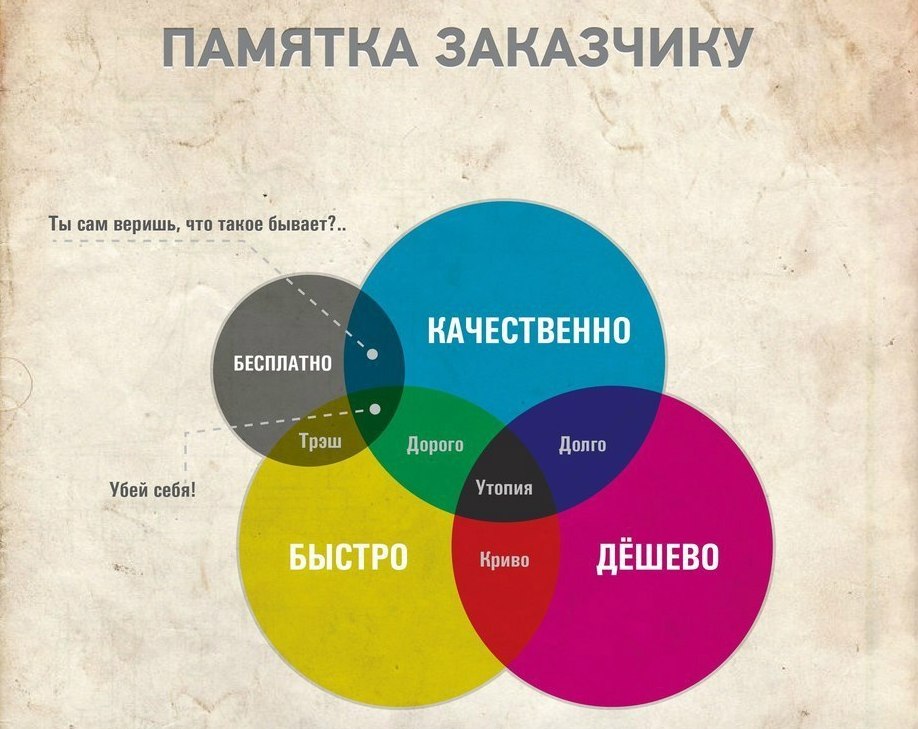 ПАМЯТКА ЗАКАЗЧИКУ
Ты сам веришь, что такое бывает?..
КАЧЕСТВЕННО
БЕСПЛАТНО
Трэш
Дорого
Долго
Убей себя!
Утопия
БЫСТРО
Криво
ДЁШЕВО